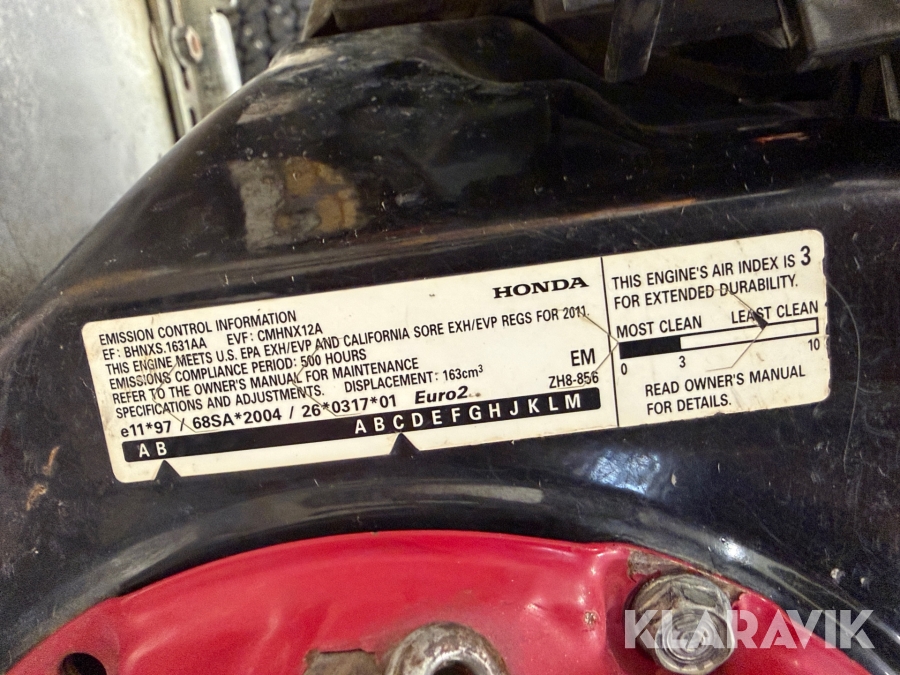 HONDA
EMISSION CONTROL INFORMATION
EF: BHNXS.1631AA EVF: CMHNX12A
THIS ENGINE MEETS U.S. EPA EXH/EVP AND CALIFORNIA SORE EXH/EVP REGS FOR 2011.
EMISSIONS COMPLIANCE PERIOD: 500 HOURS
REFER TO THE OWNER'S MANUAL FOR MAINTENANCE
SPECIFICATIONS AND ADJUSTMENTS. DISPLACEMENT: 163cm³
EM
ZH8-856
e11*97 / 68SA*2004 / 26*0317*01 Euro2
A B
A B C D E F G H J K L M
THIS ENGINE'S AIR INDEX IS 3
FOR EXTENDED DURABILITY.
MOST CLEAN LEAST CLEAN
0 3 10
READ OWNER'S MANUAL
FOR DETAILS.
KLARAVIK